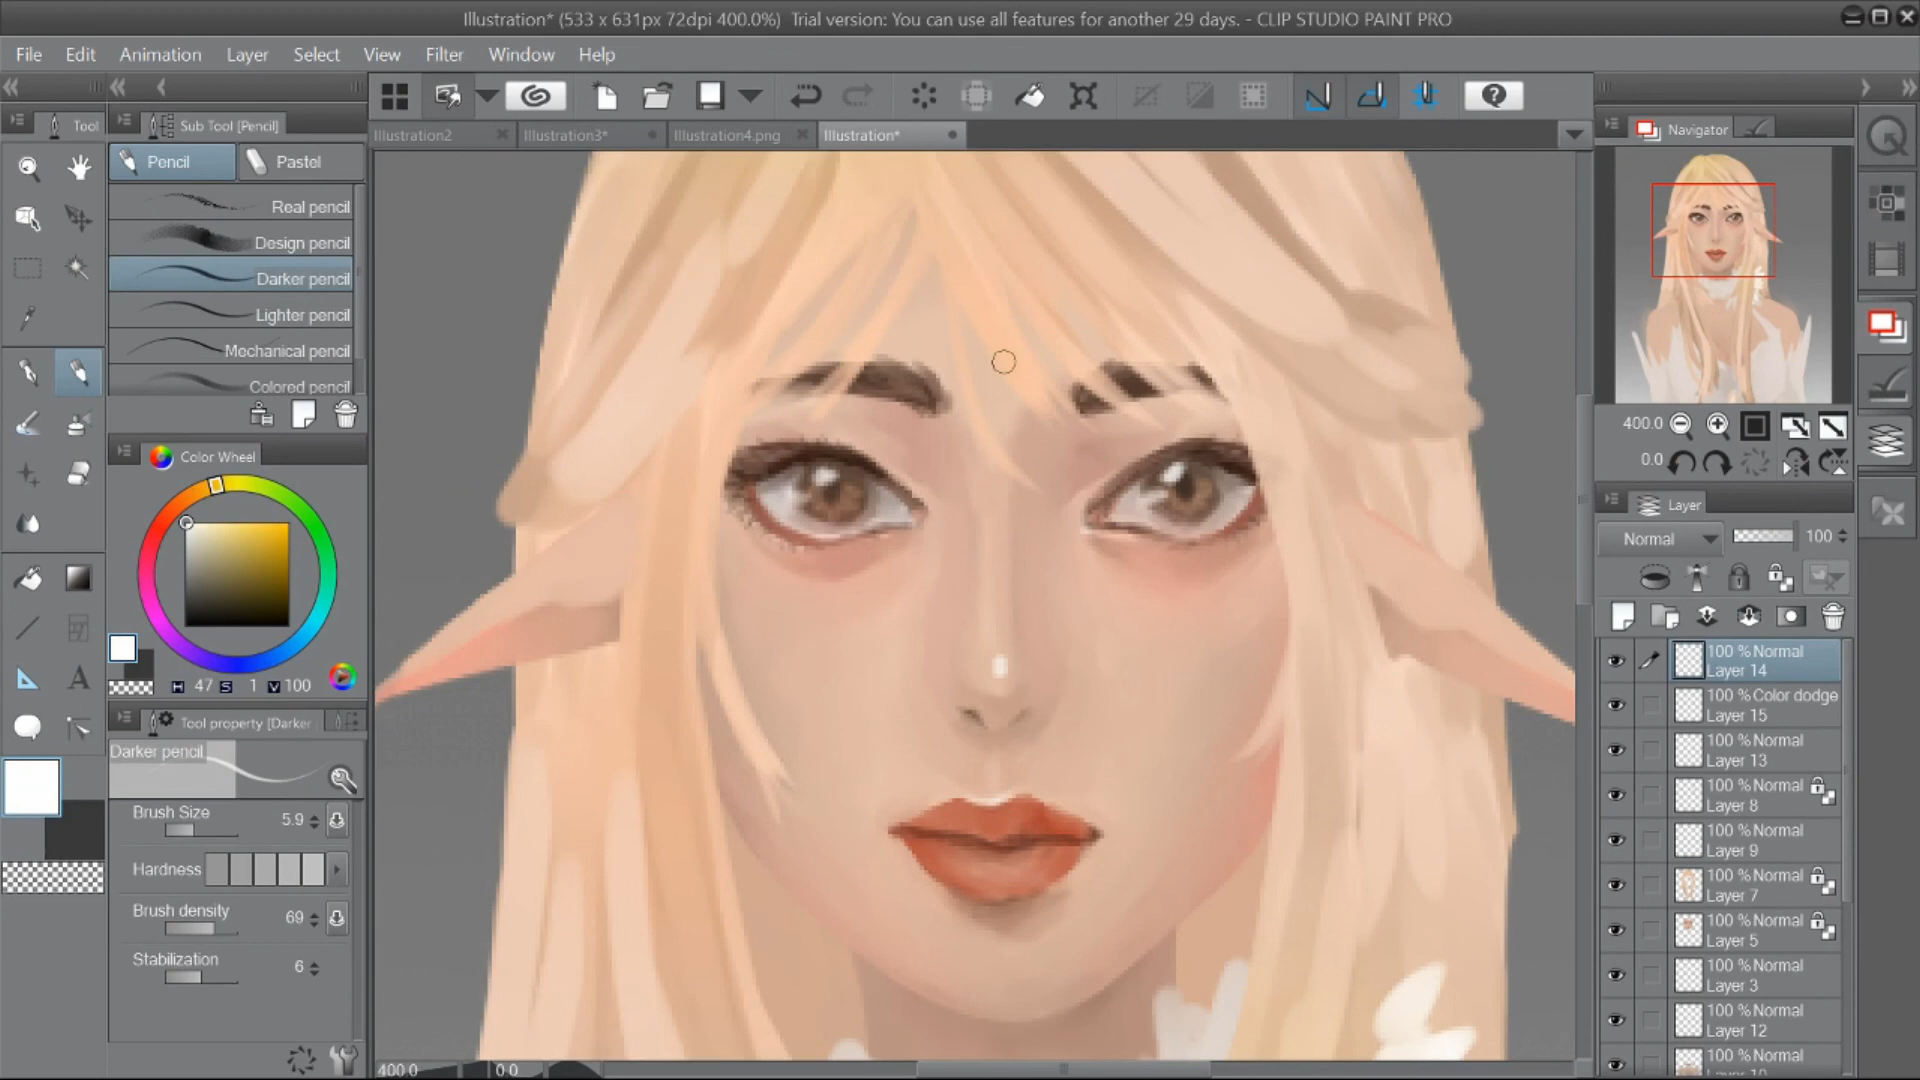 Illustration* (533 x 631px 72dpi 400.0%)  Trial version: You can use all features for another 29 days. - CLIP STUDIO PAINT PRO
File Edit Animation Layer Select View Filter Window Help
Tool
Sub Tool [Pencil]
Pencil
Pastel
Real pencil
Design pencil
Darker pencil
Lighter pencil
Mechanical pencil
Colored pencil
Color Wheel
H 47 S 1 V 100
Tool property [Darker
Darker pencil
Brush Size 5.9
Hardness
Brush density 69
Stabilization 6
Illustration2
Illustration3*
Illustration4.png
Illustration*
400.0 0.0
Navigator
400.0
0.0
Layer
Normal 100
100 % Normal
Layer 14
100 % Color dodge
Layer 15
100 % Normal
Layer 13
100 % Normal
Layer 8
100 % Normal
Layer 9
100 % Normal
Layer 7
100 % Normal
Layer 5
100 % Normal
Layer 3
100 % Normal
Layer 12
100 % Normal